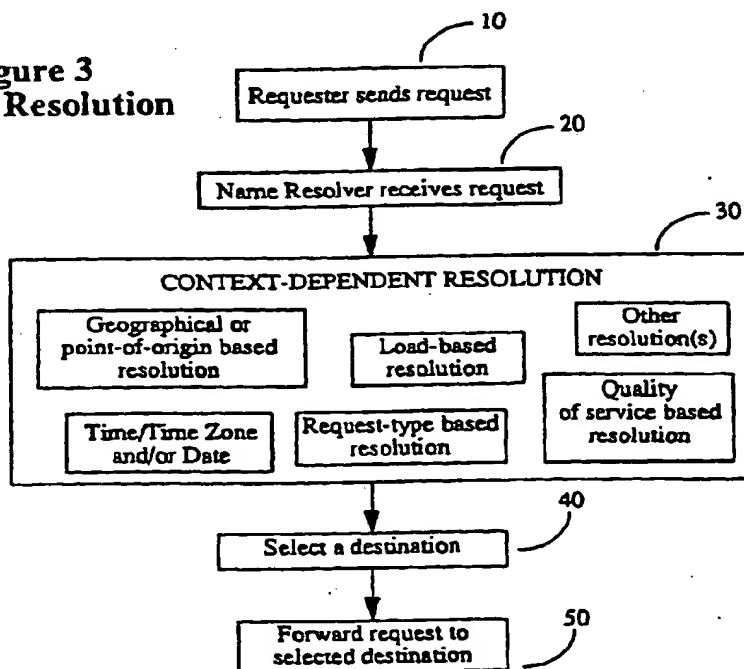 10
gure 3
Resolution
Requester sends request
20
Name Resolver receives request
30
CONTEXT-DEPENDENT RESOLUTION
Geographical or
point-of-origin based
resolution
Load-based
resolution
Other
resolution(s)
Time/Time Zone
and/or Date
Request-type based
resolution
Quality
of service based
resolution
40
Select a destination
50
Forward request to
selected destination